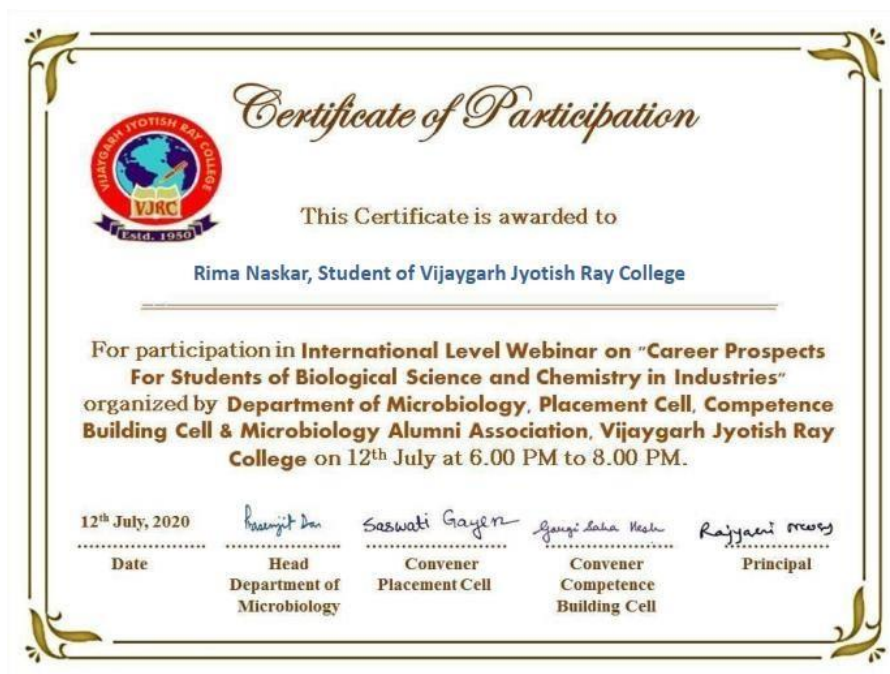 Certificate of Participation
VIJAYGARH JYOTISH RAY COLLEGE
VJRC
Estd. 1950
This Certificate is awarded to
Rima Naskar, Student of Vijaygarh Jyotish Ray College
For participation in International Level Webinar on "Career Prospects
For Students of Biological Science and Chemistry in Industries"
organized by Department of Microbiology, Placement Cell, Competence
Building Cell & Microbiology Alumni Association, Vijaygarh Jyotish Ray
College on 12th July at 6.00 PM to 8.00 PM.
12th July, 2020 Saswati Gayen
Date Head Convener Convener Principal
Department of Placement Cell Competence
Microbiology Building Cell